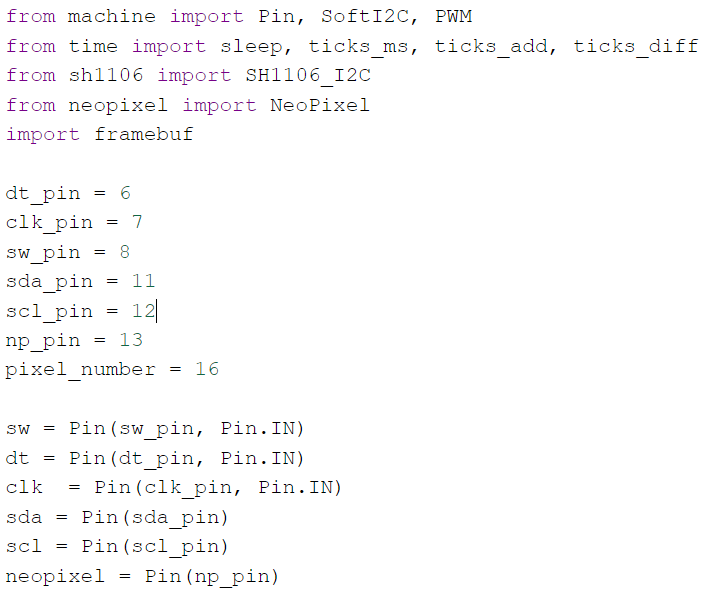 from machine import Pin, SoftI2C, PWM
from time import sleep, ticks_ms, ticks_add, ticks_diff
from sh1106 import SH1106_I2C
from neopixel import NeoPixel
import framebuf

dt_pin = 6
clk_pin = 7
sw_pin = 8
sda_pin = 11
scl_pin = 12
np_pin = 13
pixel_number = 16

sw = Pin(sw_pin, Pin.IN)
dt = Pin(dt_pin, Pin.IN)
clk  = Pin(clk_pin, Pin.IN)
sda = Pin(sda_pin)
scl = Pin(scl_pin)
neopixel = Pin(np_pin)